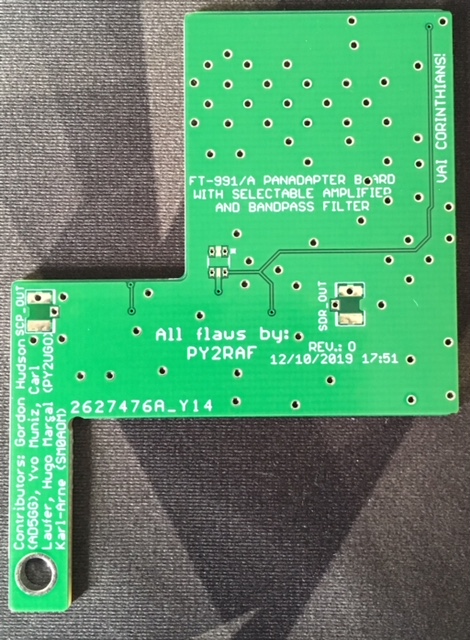 VAI CORINTHIANS!
FT-991/A PANADAPTER BOARD
WITH SELECTABLE AMPLIFIED
AND BANDPASS FILTER
SCP_OUT
SDR_OUT
All flaws by:
PY2RAF
REV.: 0
12/10/2019 17:51
2627476A_Y14
Contributors: Gordon Hudson
(AD5GG), Yvo Muniz, Carl
Laufer, Hugo Marçal (PY2UGO)
Karl-Arne (SM0AOM)